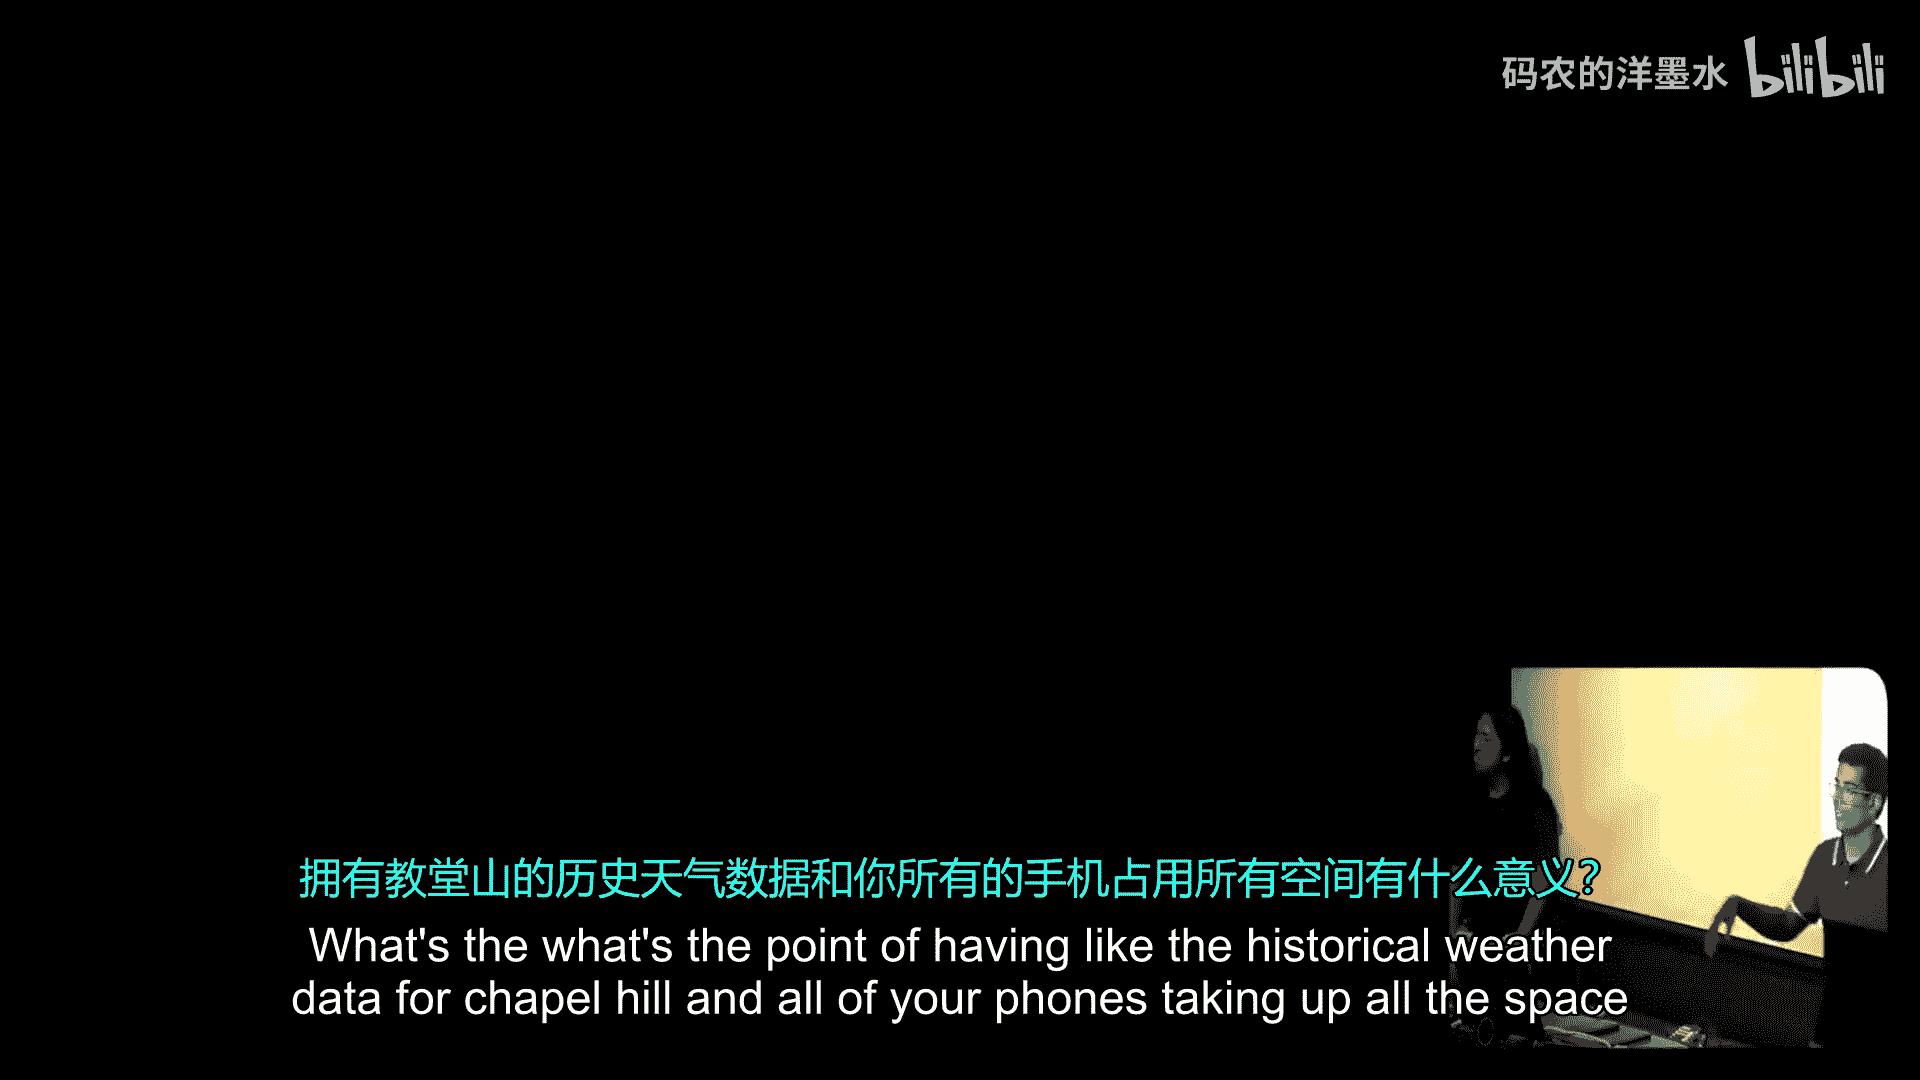 码农的洋墨水 bilibili
拥有教堂山的历史天气数据和你所有的手机占用所有空间有什么意义?
What's the what's the point of having like the historical weather
data for chapel hill and all of your phones taking up all the space